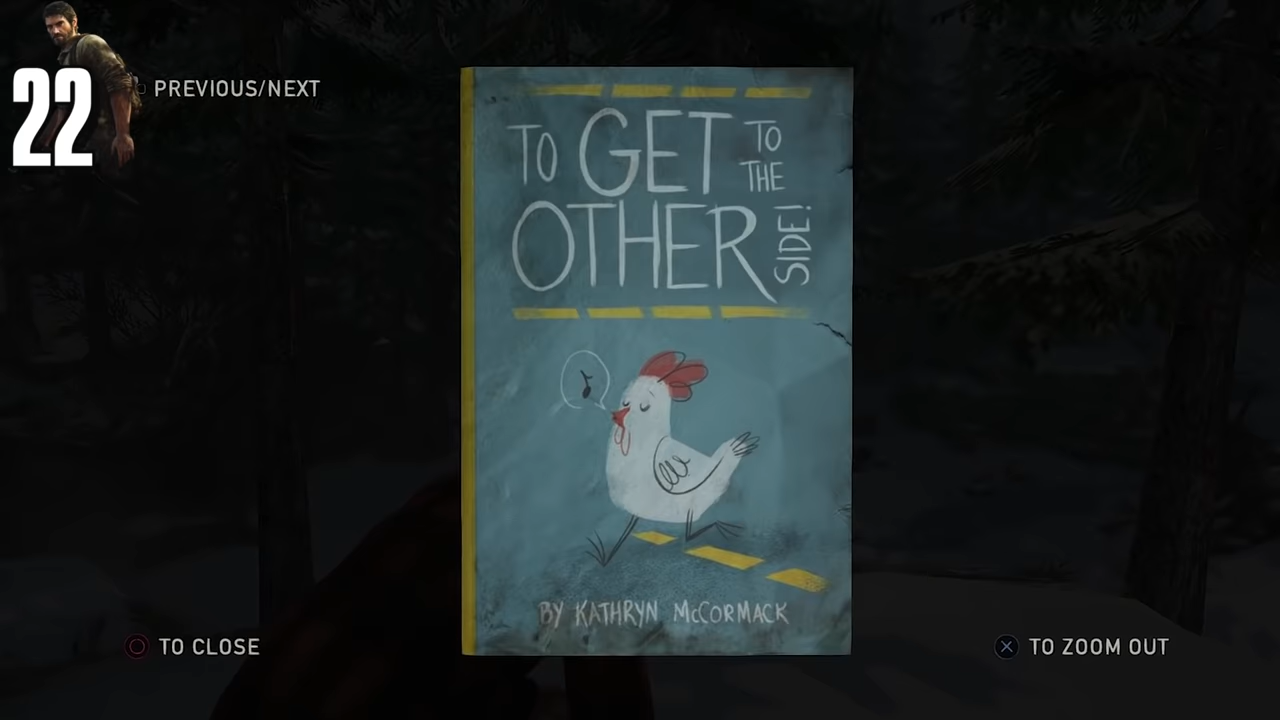 22
PREVIOUS/NEXT
TO GET TO
THE
OTHER SIDE!
BY KATHRYN McCORMACK
TO CLOSE
TO ZOOM OUT